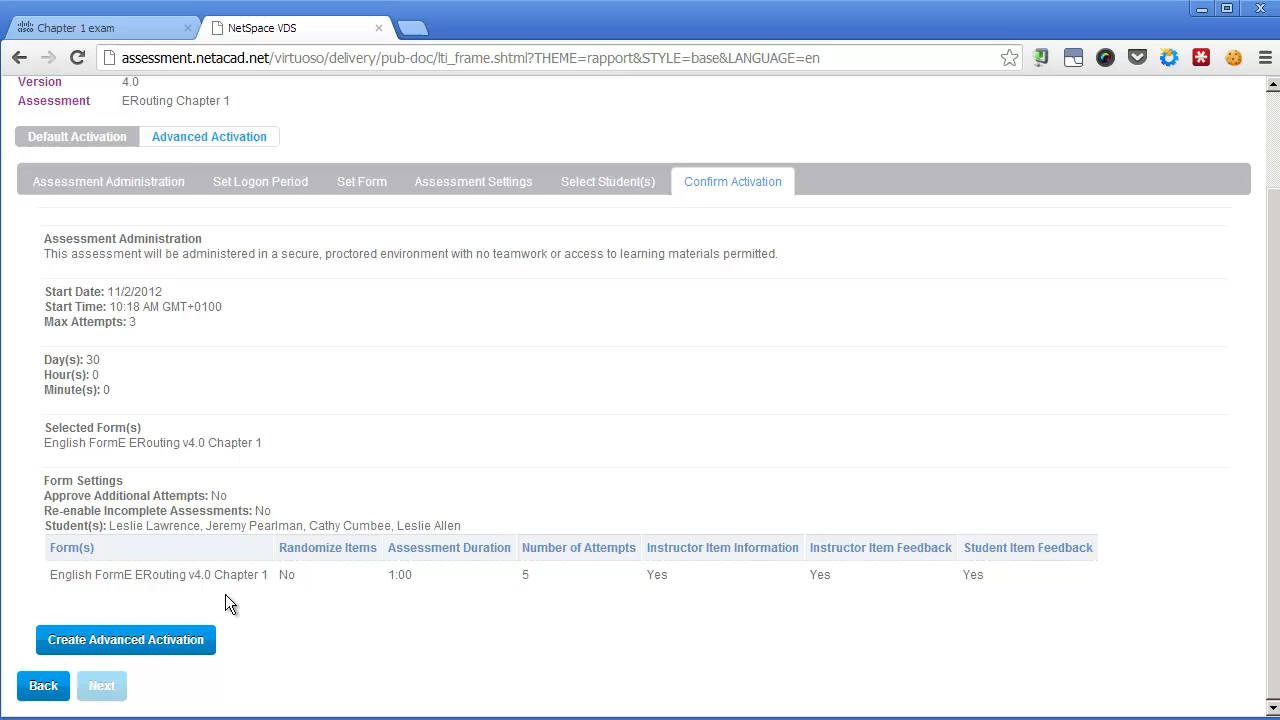 Chapter 1 exam
NetSpace VDS
assessment.netacad.net/virtuoso/delivery/pub-doc/lti_frame.shtml?THEME=rapport&STYLE=base&LANGUAGE=en
Version 4.0
Assessment ERouting Chapter 1
Default Activation Advanced Activation
Assessment Administration Set Logon Period Set Form Assessment Settings Select Student(s) Confirm Activation
Assessment Administration
This assessment will be administered in a secure, proctored environment with no teamwork or access to learning materials permitted.
Start Date: 11/2/2012
Start Time: 10:18 AM GMT+0100
Max Attempts: 3
Day(s): 30
Hour(s): 0
Minute(s): 0
Selected Form(s)
English FormE ERouting v4.0 Chapter 1
Form Settings
Approve Additional Attempts: No
Re-enable Incomplete Assessments: No
Student(s): Leslie Lawrence, Jeremy Pearlman, Cathy Cumbee, Leslie Allen
Form(s) Randomize Items Assessment Duration Number of Attempts Instructor Item Information Instructor Item Feedback Student Item Feedback
English FormE ERouting v4.0 Chapter 1 No 1:00 5 Yes Yes Yes
Create Advanced Activation
Back Next